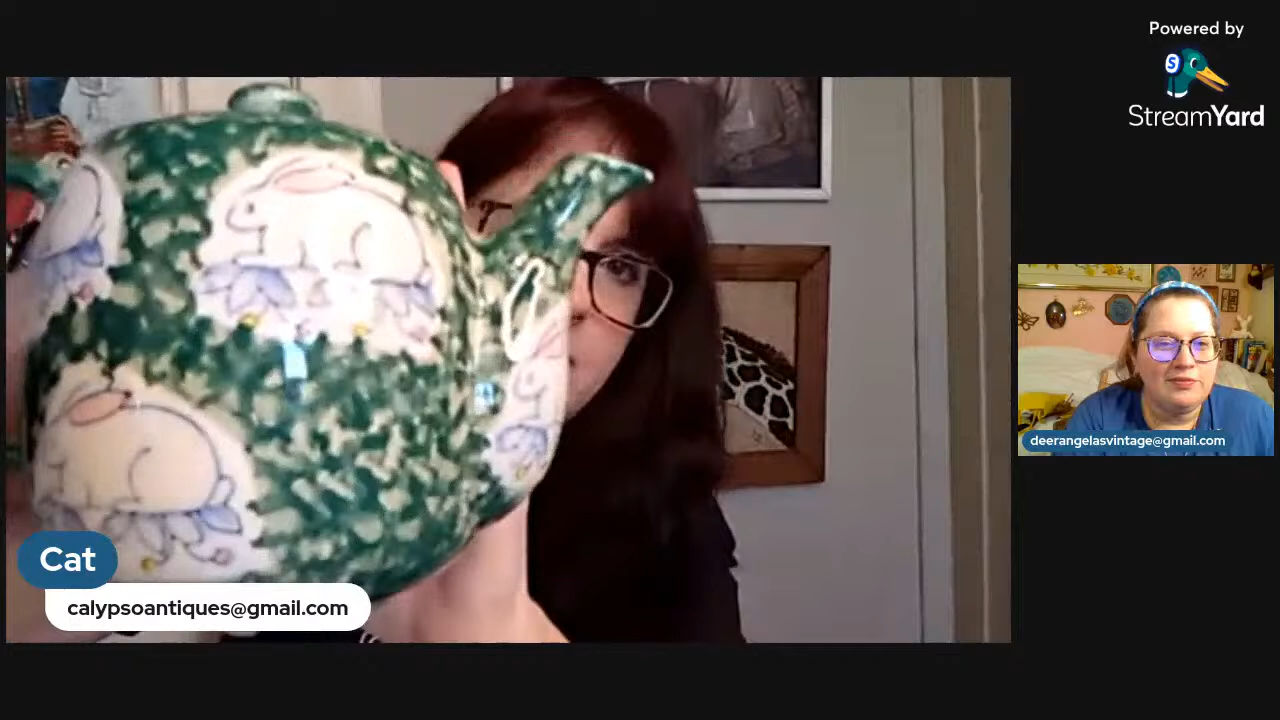 Powered by
S
StreamYard
deerangelasvintage@gmail.com
Cat
calypsoantiques@gmail.com